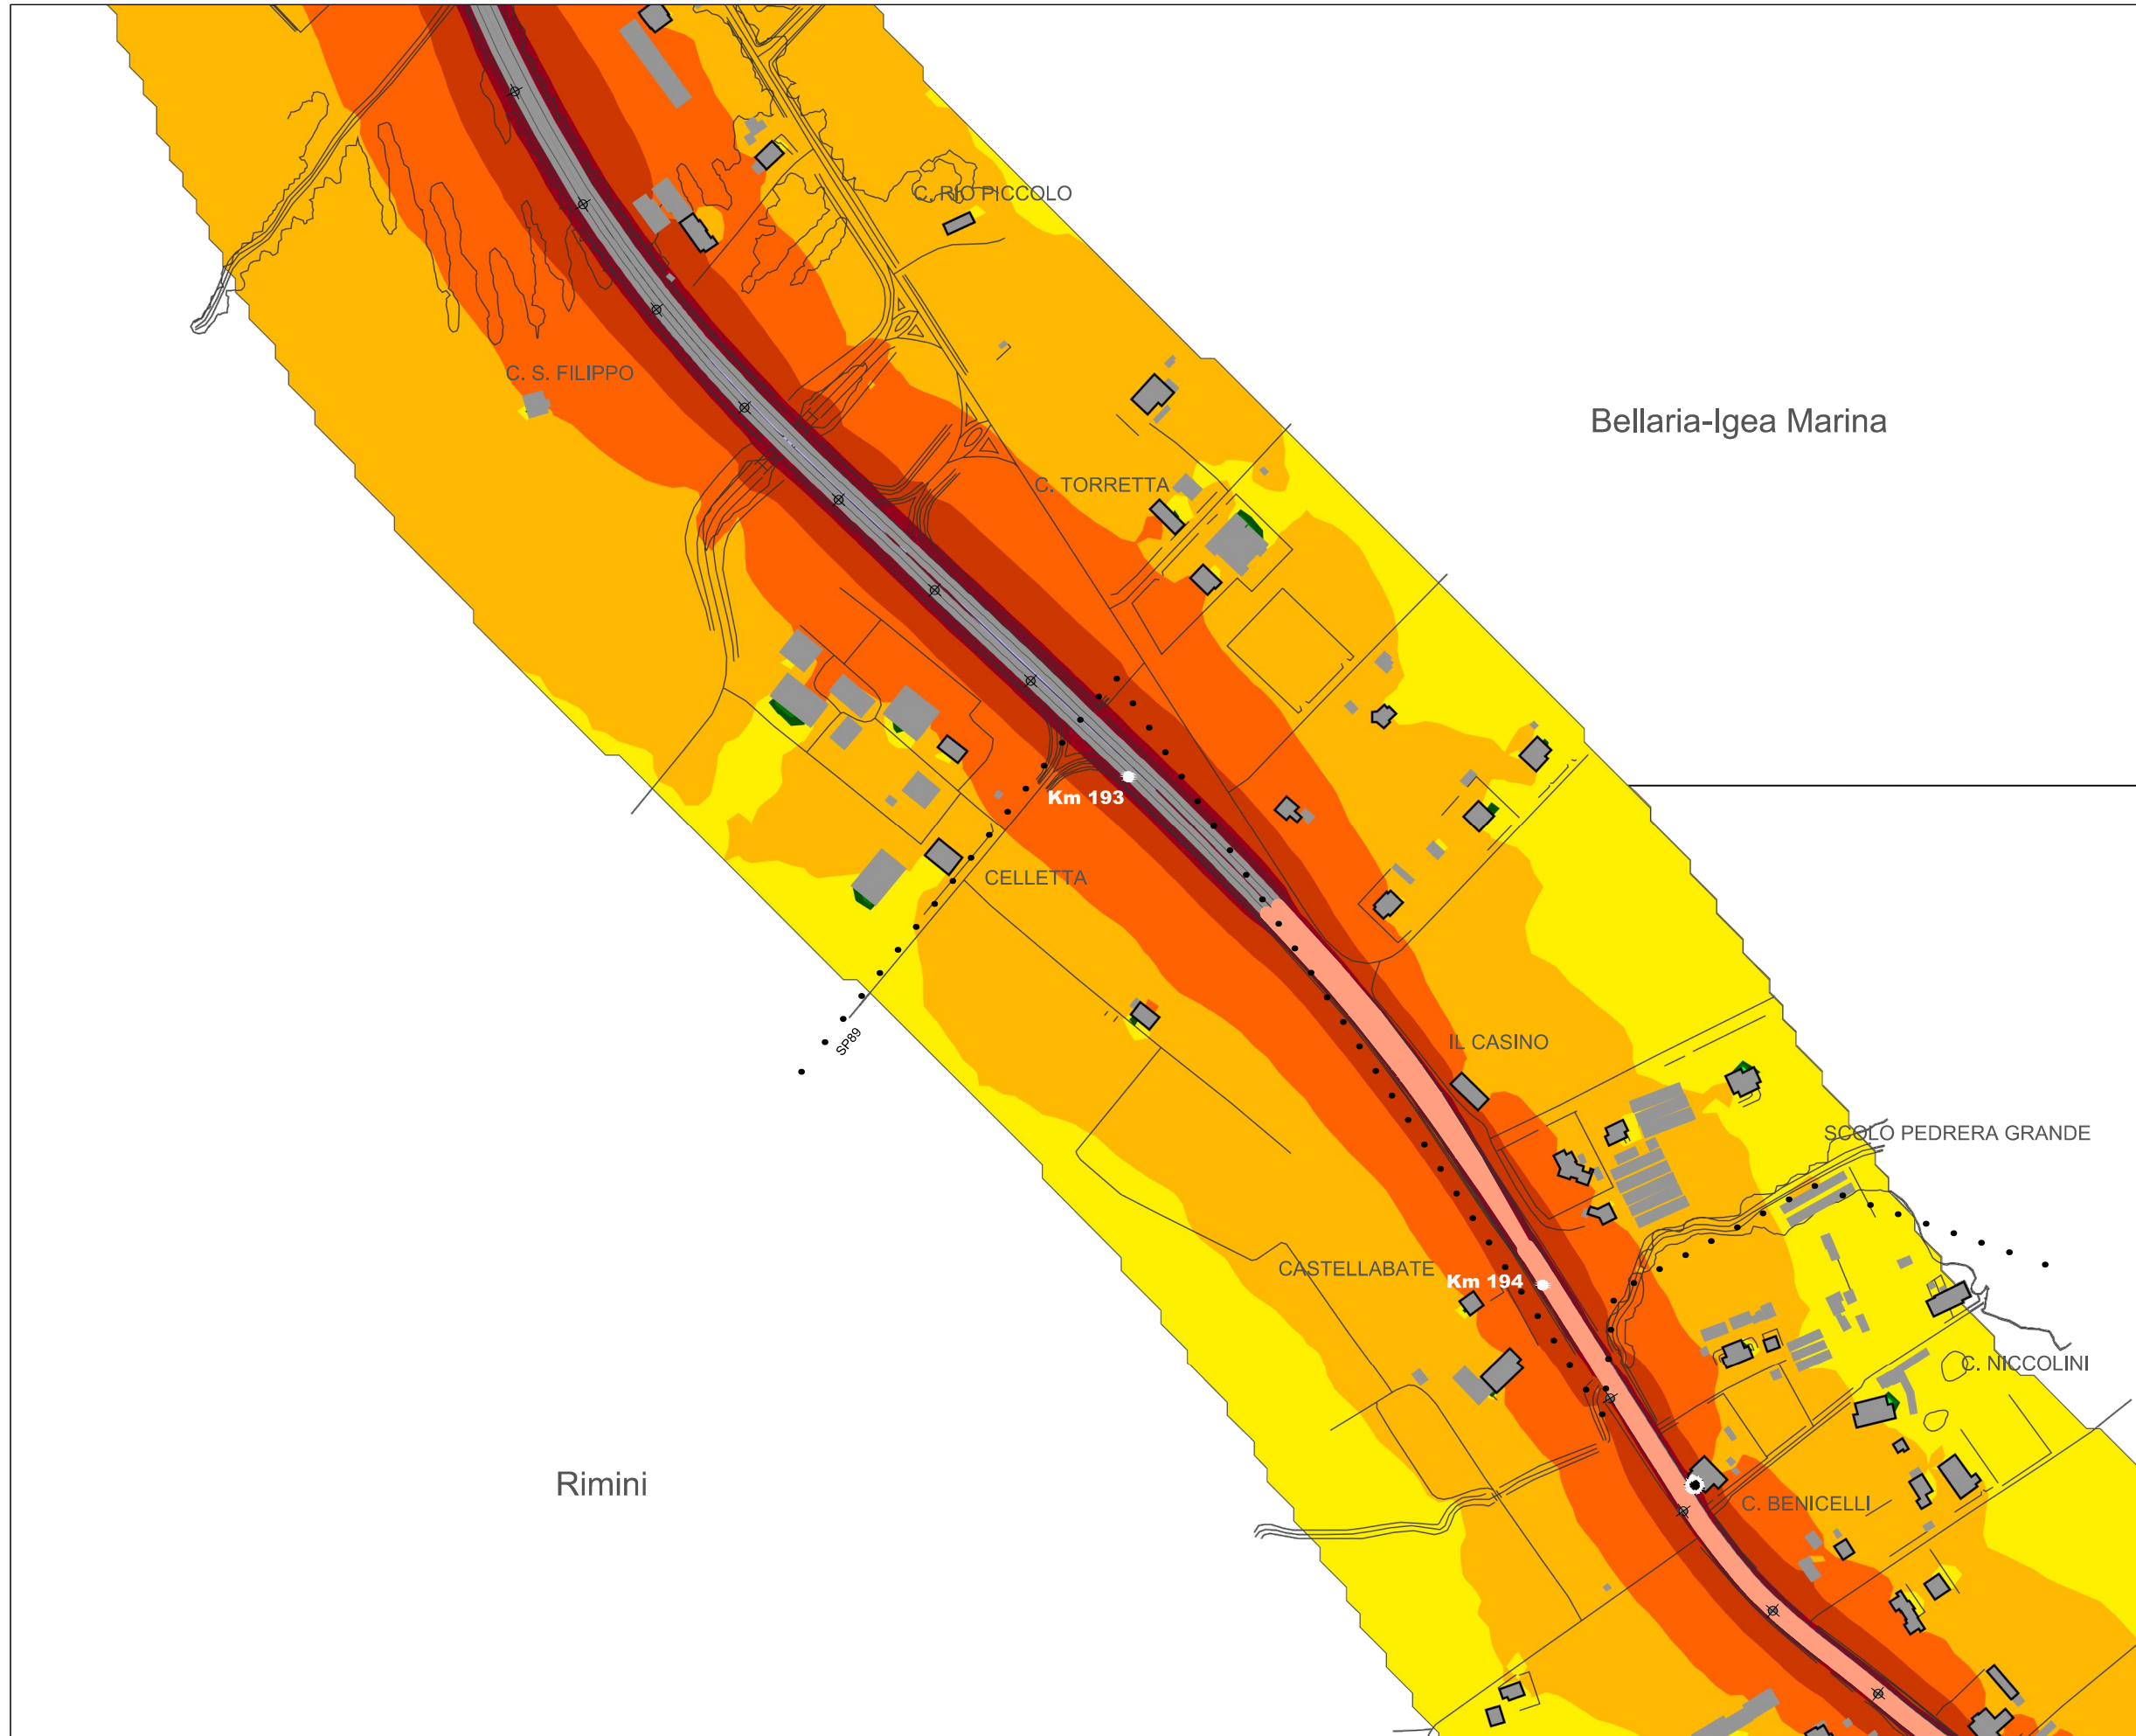 C. RIO PICCOLO
C. S. FILIPPO
Bellaria-Igea Marina
C. TORRETTA
Km 193
CELLETTA
SP89
IL CASINO
SCOLO PEDRERA GRANDE
CASTELLABATE
Km 194
C. NICCOLINI
Rimini
C. BENICELLI